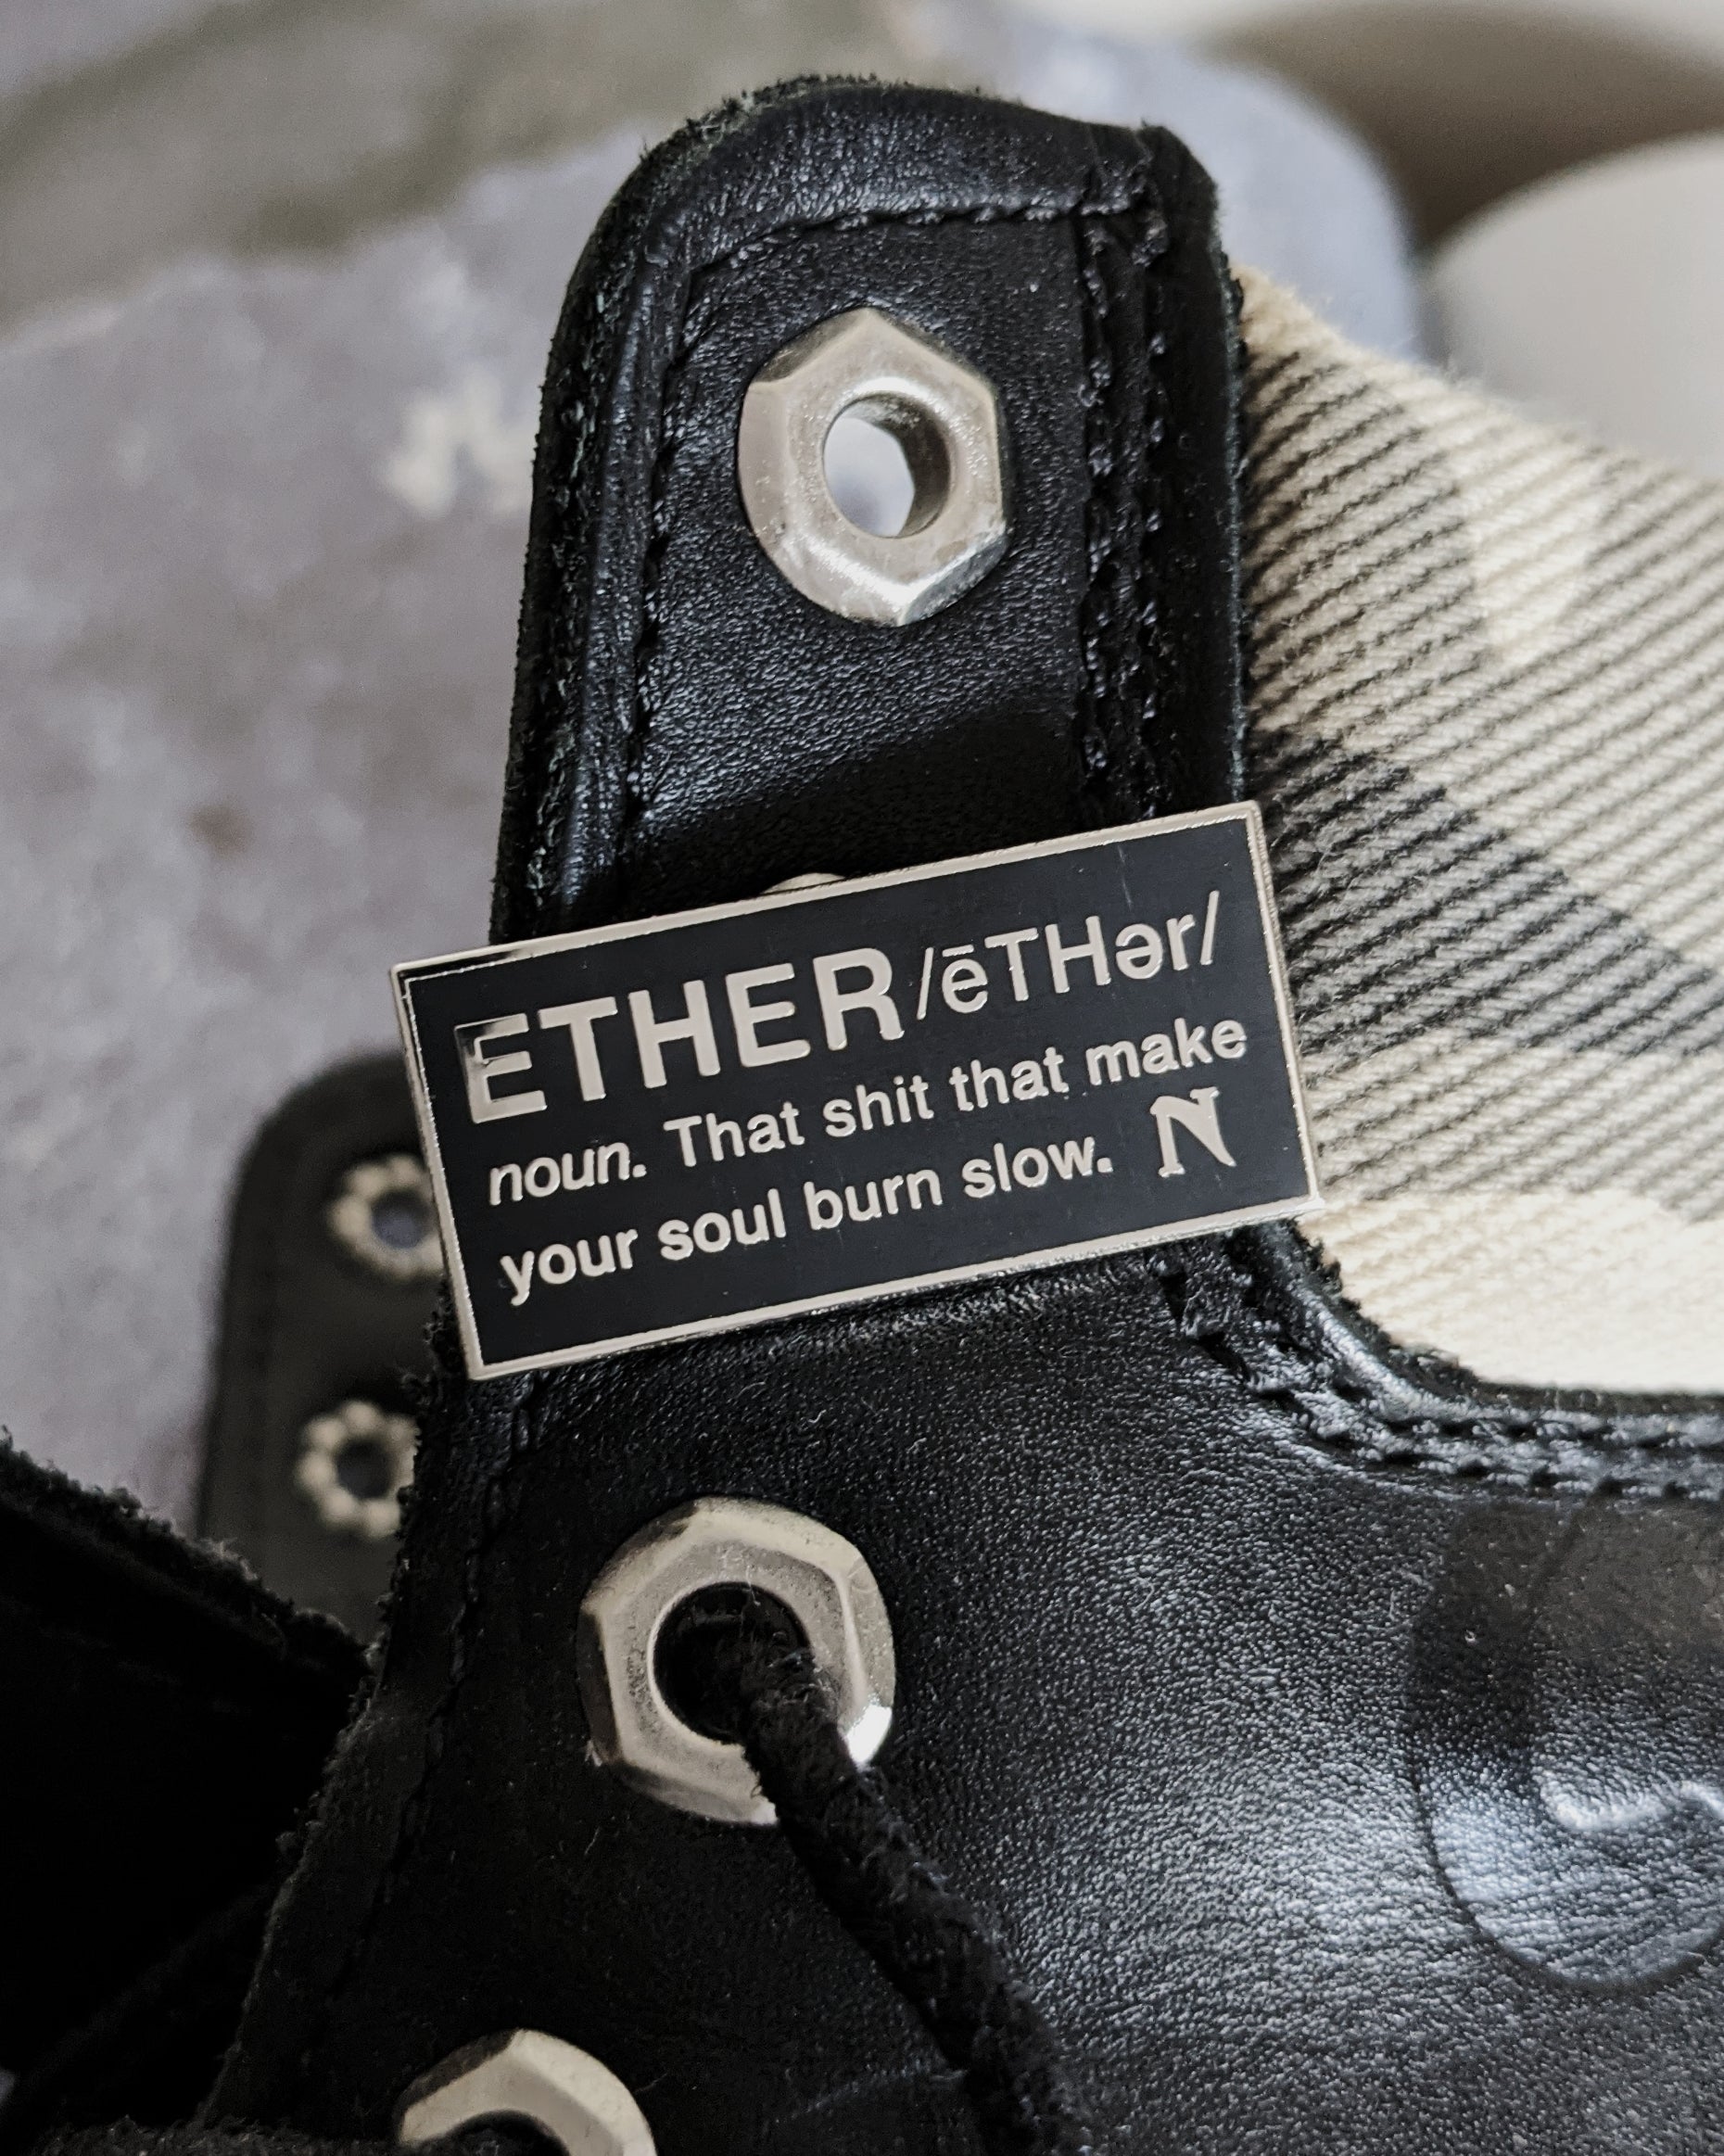 ETHER /ēTHər/
noun. That shit that make
your soul burn slow. N